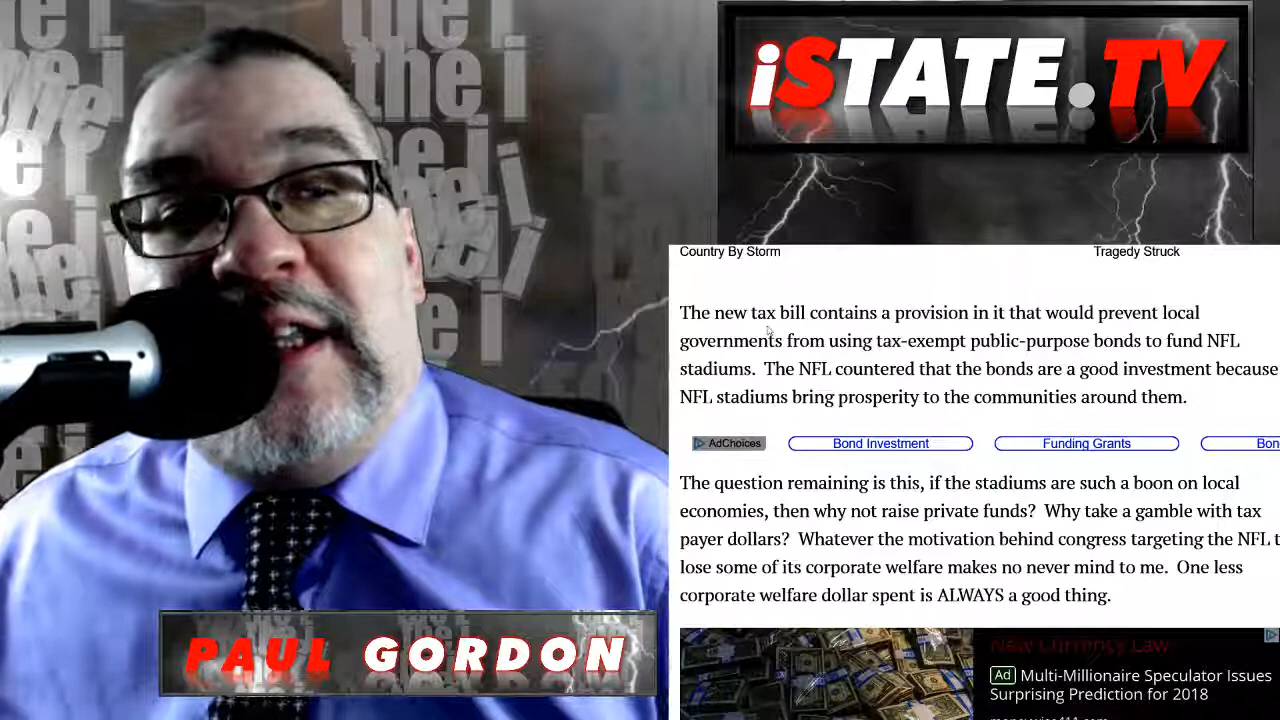 the i
the i
iSTATE.TV
Country By Storm
Tragedy Struck
The new tax bill contains a provision in it that would prevent local
governments from using tax-exempt public-purpose bonds to fund NFL
stadiums. The NFL countered that the bonds are a good investment because
NFL stadiums bring prosperity to the communities around them.
AdChoices
Bond Investment
Funding Grants
Bon
The question remaining is this, if the stadiums are such a boon on local
economies, then why not raise private funds? Why take a gamble with tax
payer dollars? Whatever the motivation behind congress targeting the NFL t
lose some of its corporate welfare makes no never mind to me. One less
corporate welfare dollar spent is ALWAYS a good thing.
PAUL GORDON
New Currency Law
Ad Multi-Millionaire Speculator Issues
Surprising Prediction for 2018